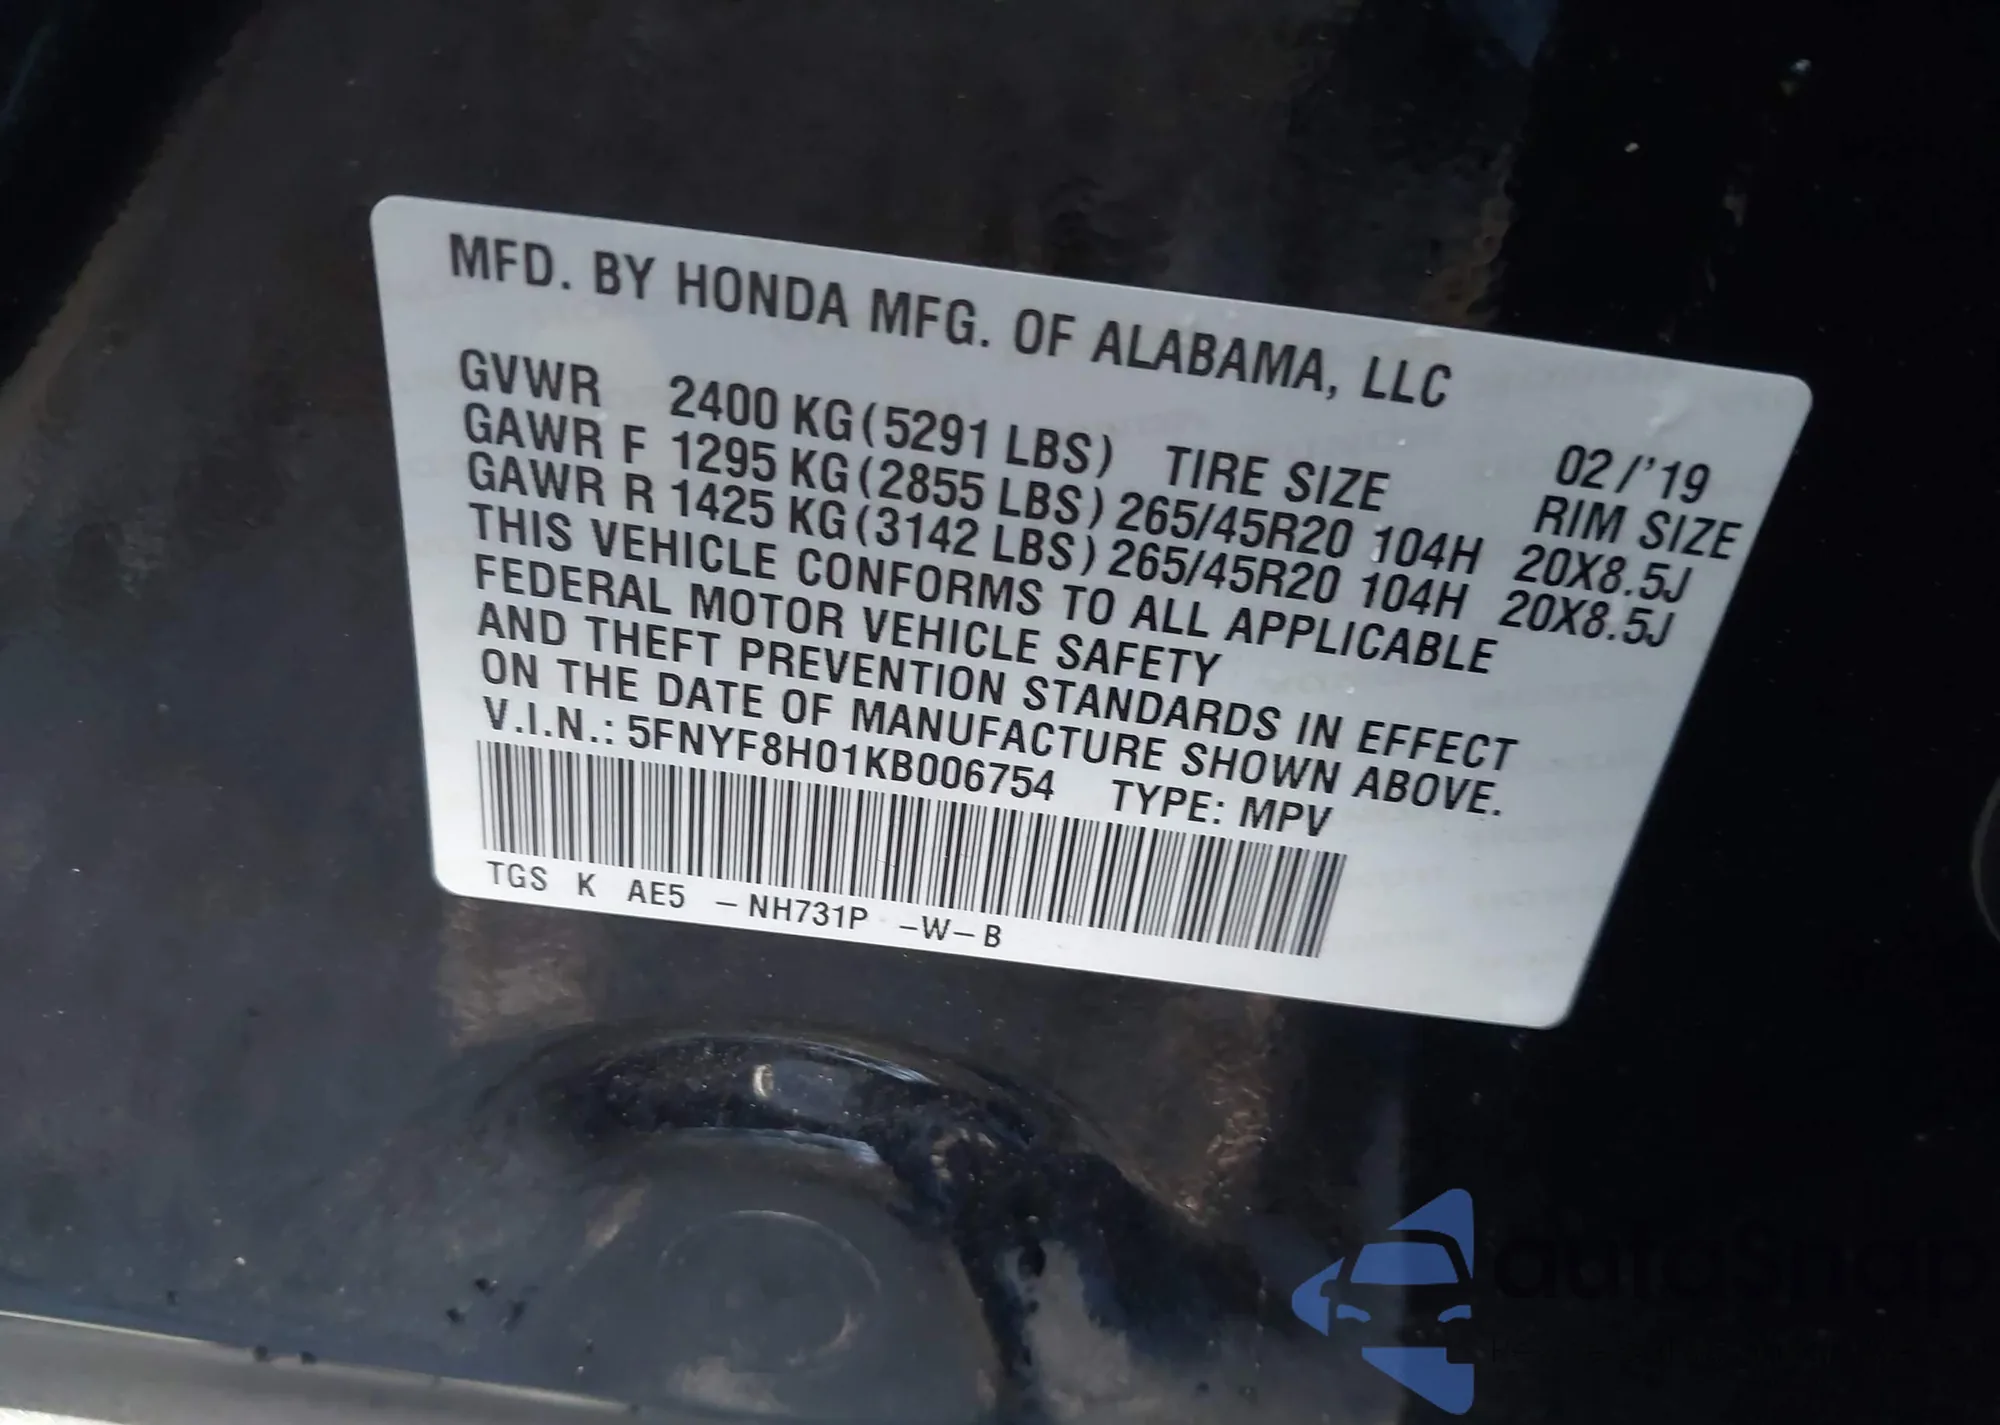 MFD. BY HONDA MFG. OF ALABAMA, LLC
02/'19
GVWR 2400 KG (5291 LBS) TIRE SIZE RIM SIZE
GAWR F 1295 KG (2855 LBS) 265/45R20 104H 20X8.5J
GAWR R 1425 KG (3142 LBS) 265/45R20 104H 20X8.5J
THIS VEHICLE CONFORMS TO ALL APPLICABLE
FEDERAL MOTOR VEHICLE SAFETY
AND THEFT PREVENTION STANDARDS IN EFFECT
ON THE DATE OF MANUFACTURE SHOWN ABOVE.
V.I.N.: 5FNYF8H01KB006754 TYPE: MPV
TGS K AE5 – NH731P –W–B
autoSnap